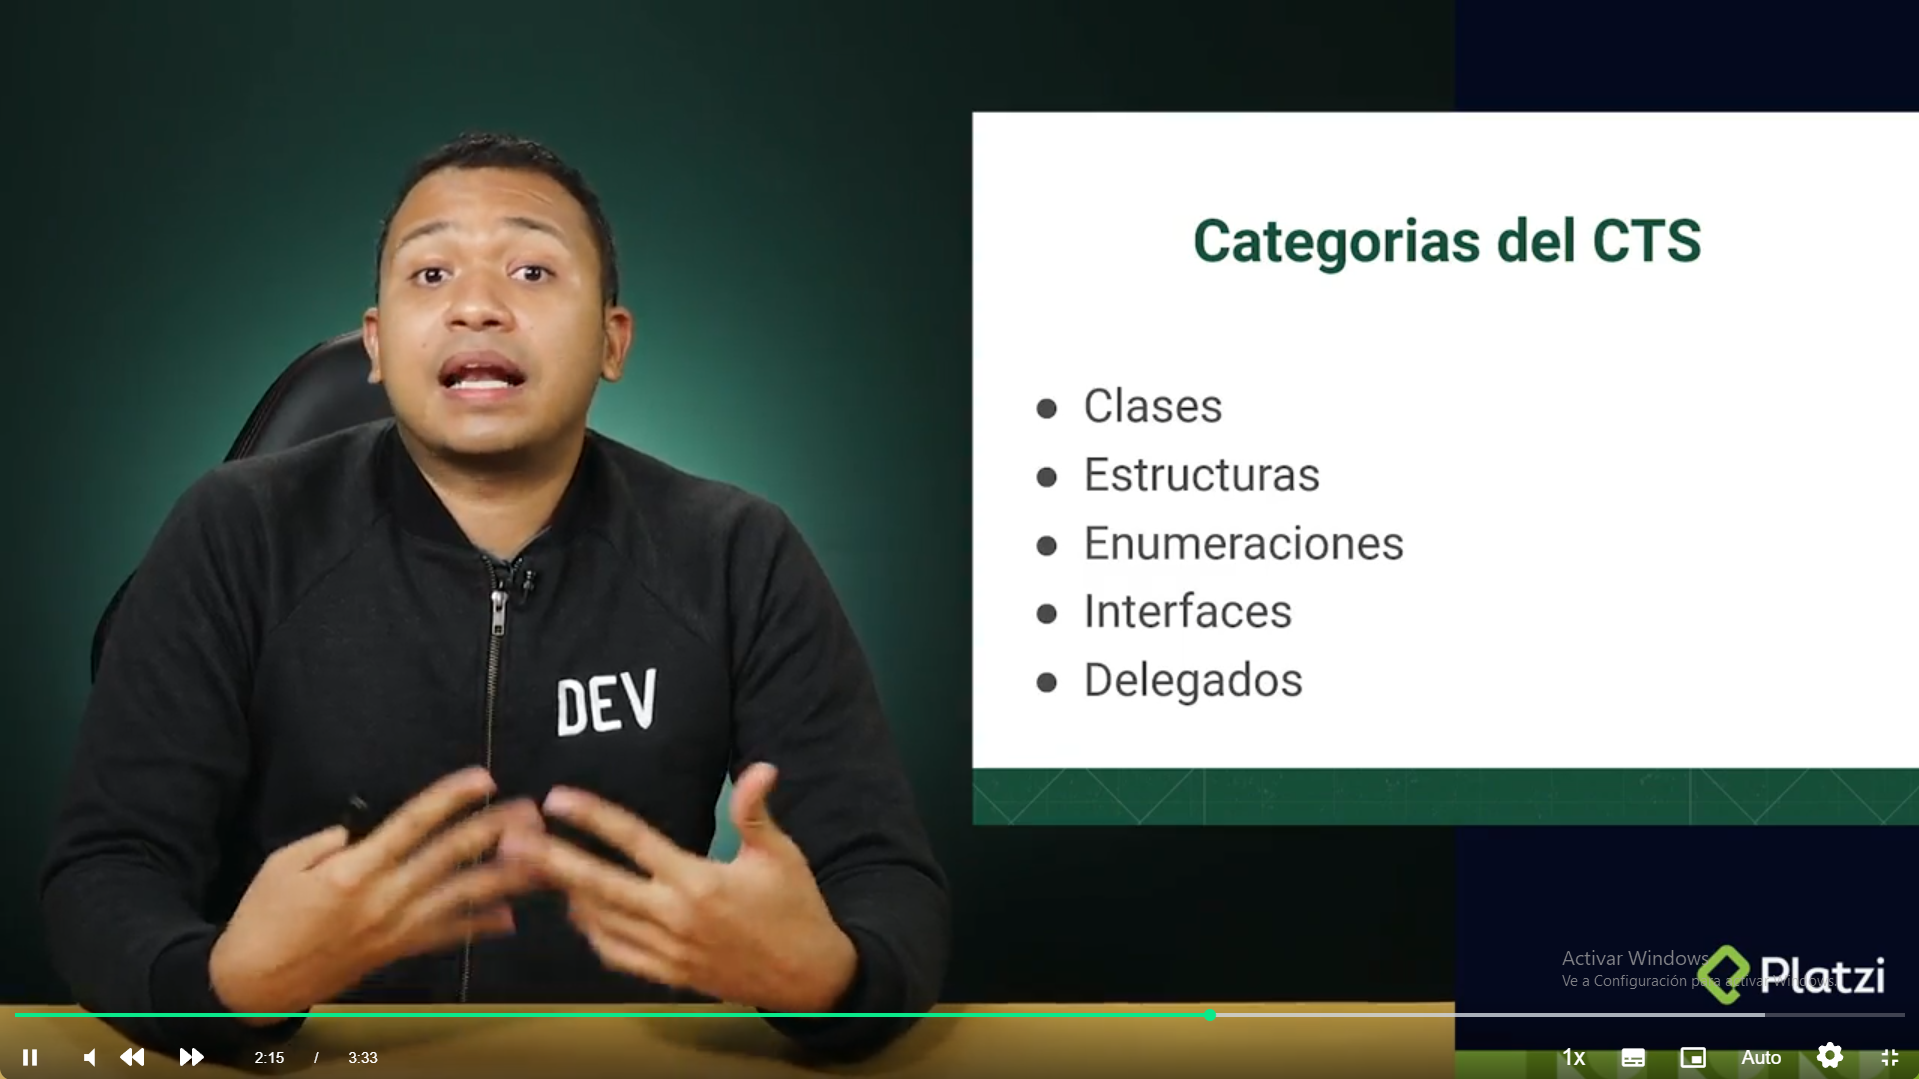 Categorias del CTS
Clases
Estructuras
Enumeraciones
Interfaces
Delegados
DEV
Activar Windows
Ve a Configuración para activar Windows.
Platzi
2:15 / 3:33
1x
Auto